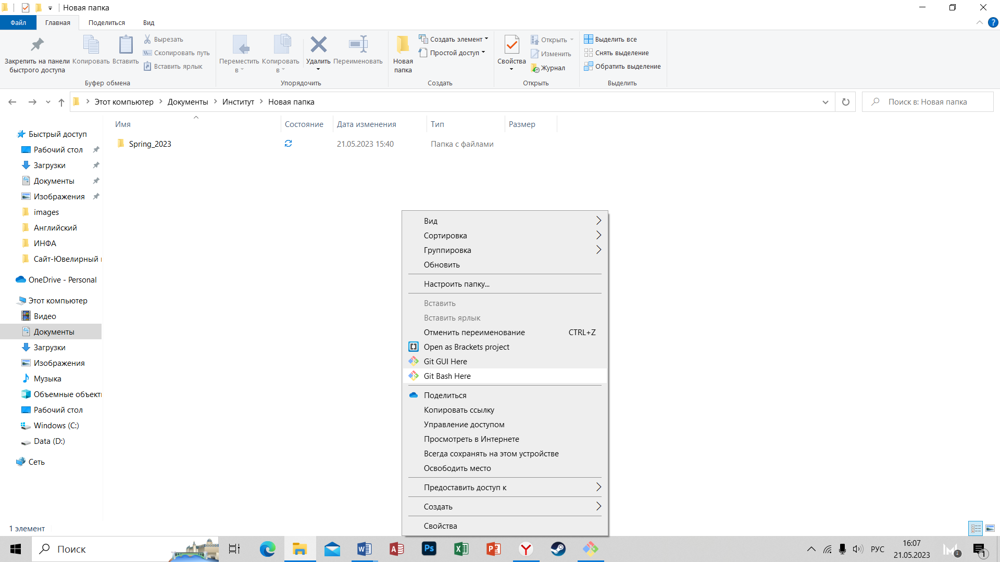 Новая папка
Файл
Главная
Поделиться
Вид
Закрепить на панели быстрого доступа
Копировать
Вставить
Вырезать
Скопировать путь
Вставить ярлык
Буфер обмена
Переместить в
Копировать в
Удалить
Переименовать
Упорядочить
Новая папка
Создать элемент
Простой доступ
Создать
Свойства
Открыть
Изменить
Журнал
Открыть
Выделить все
Снять выделение
Обратить выделение
Выделить
Этот компьютер
Документы
Институт
Новая папка
Поиск в: Новая папка
Имя
Состояние
Дата изменения
Тип
Размер
Spring_2023
21.05.2023 15:40
Папка с файлами
Быстрый доступ
Рабочий стол
Загрузки
Документы
Изображения
images
Английский
ИНФА
Сайт-Ювелирный
OneDrive - Personal
Этот компьютер
Видео
Документы
Загрузки
Изображения
Музыка
Объемные объект
Рабочий стол
Windows (C:)
Data (D:)
Сеть
Вид
Сортировка
Группировка
Обновить
Настроить папку...
Вставить
Вставить ярлык
Отменить переименование CTRL+Z
Open as Brackets project
Git GUI Here
Git Bash Here
Поделиться
Копировать ссылку
Управление доступом
Просмотреть в Интернете
Всегда сохранять на этом устройстве
Освободить место
Предоставить доступ к
Создать
Свойства
1 элемент
Поиск
РУС
16:07
21.05.2023
3
1